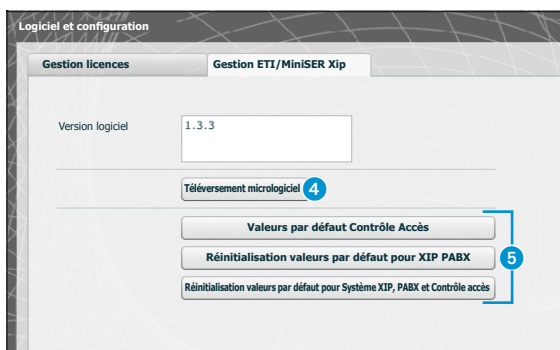 Logiciel et configuration
Gestion licences
Gestion ETI/MiniSER Xip
Version logiciel
1.3.3
Téléversement micrologiciel
4
Valeurs par défaut Contrôle Accès
Réinitialisation valeurs par défaut pour XIP PABX
5
Réinitialisation valeurs par défaut pour Système XIP, PABX et Contrôle accès